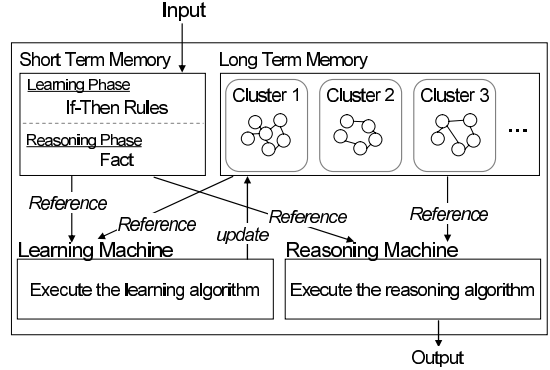 Input
Short Term Memory
Long Term Memory
Learning Phase
If-Then Rules
Reasoning Phase
Fact
Cluster 1
Cluster 2
Cluster 3
...
Reference
Reference
update
Reference
Reference
Learning Machine
Reasoning Machine
Execute the learning algorithm
Execute the reasoning algorithm
Output